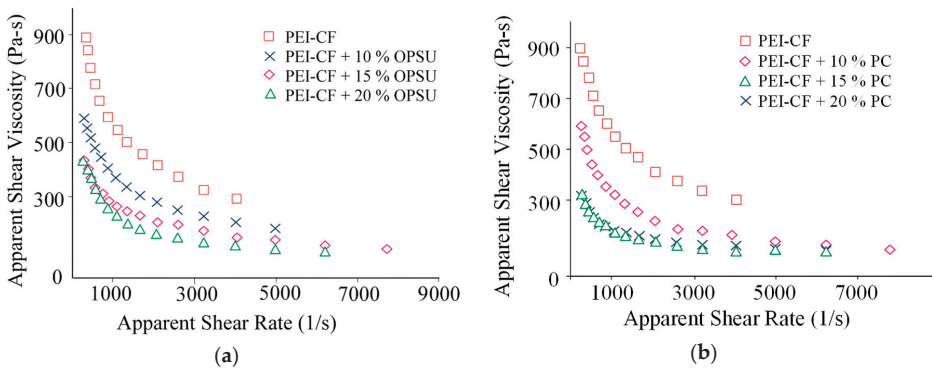 Apparent Shear Viscosity (Pa-s)
900
700
500
300
0
1000
3000
5000
7000
9000
Apparent Shear Rate (1/s)
PEI-CF
PEI-CF + 10 % OPSU
PEI-CF + 15 % OPSU
PEI-CF + 20 % OPSU
(a)
Apparent Shear Viscosity (Pa-s)
900
700
500
300
0
1000
3000
5000
7000
Apparent Shear Rate (1/s)
PEI-CF
PEI-CF + 10 % PC
PEI-CF + 15 % PC
PEI-CF + 20 % PC
(b)